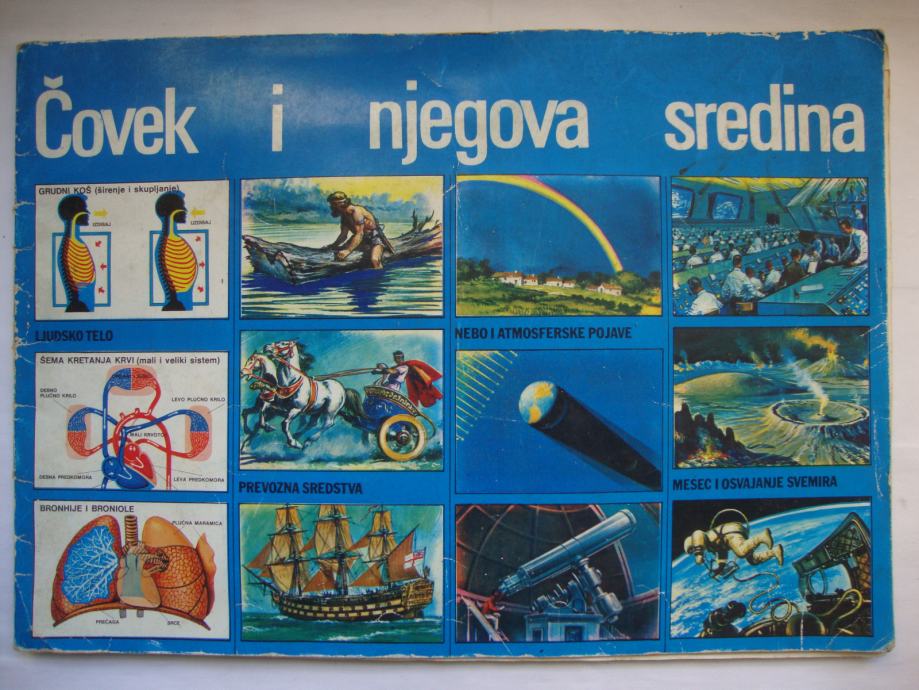 Čovek i njegova sredina
GRUDNI KOŠ (širenje i skupljanje)
UZDISAJ
IZDISAJ
LJUDSKO TELO
ŠEMA KRETANJA KRVI (mali i veliki sistem)
DESNO
PLUĆNO KRILO
LEVO PLUĆNO KRILO
MALI KRVOTOK
DESNA PREDKOMORA
LEVA PREDKOMORA
BRONHIJE I BRONIOLE
PLUĆNA MARAMICA
PREČAGA
SRCE
PREVOZNA SREDSTVA
NEBO I ATMOSFERSKE POJAVE
MESEC I OSVAJANJE SVEMIRA